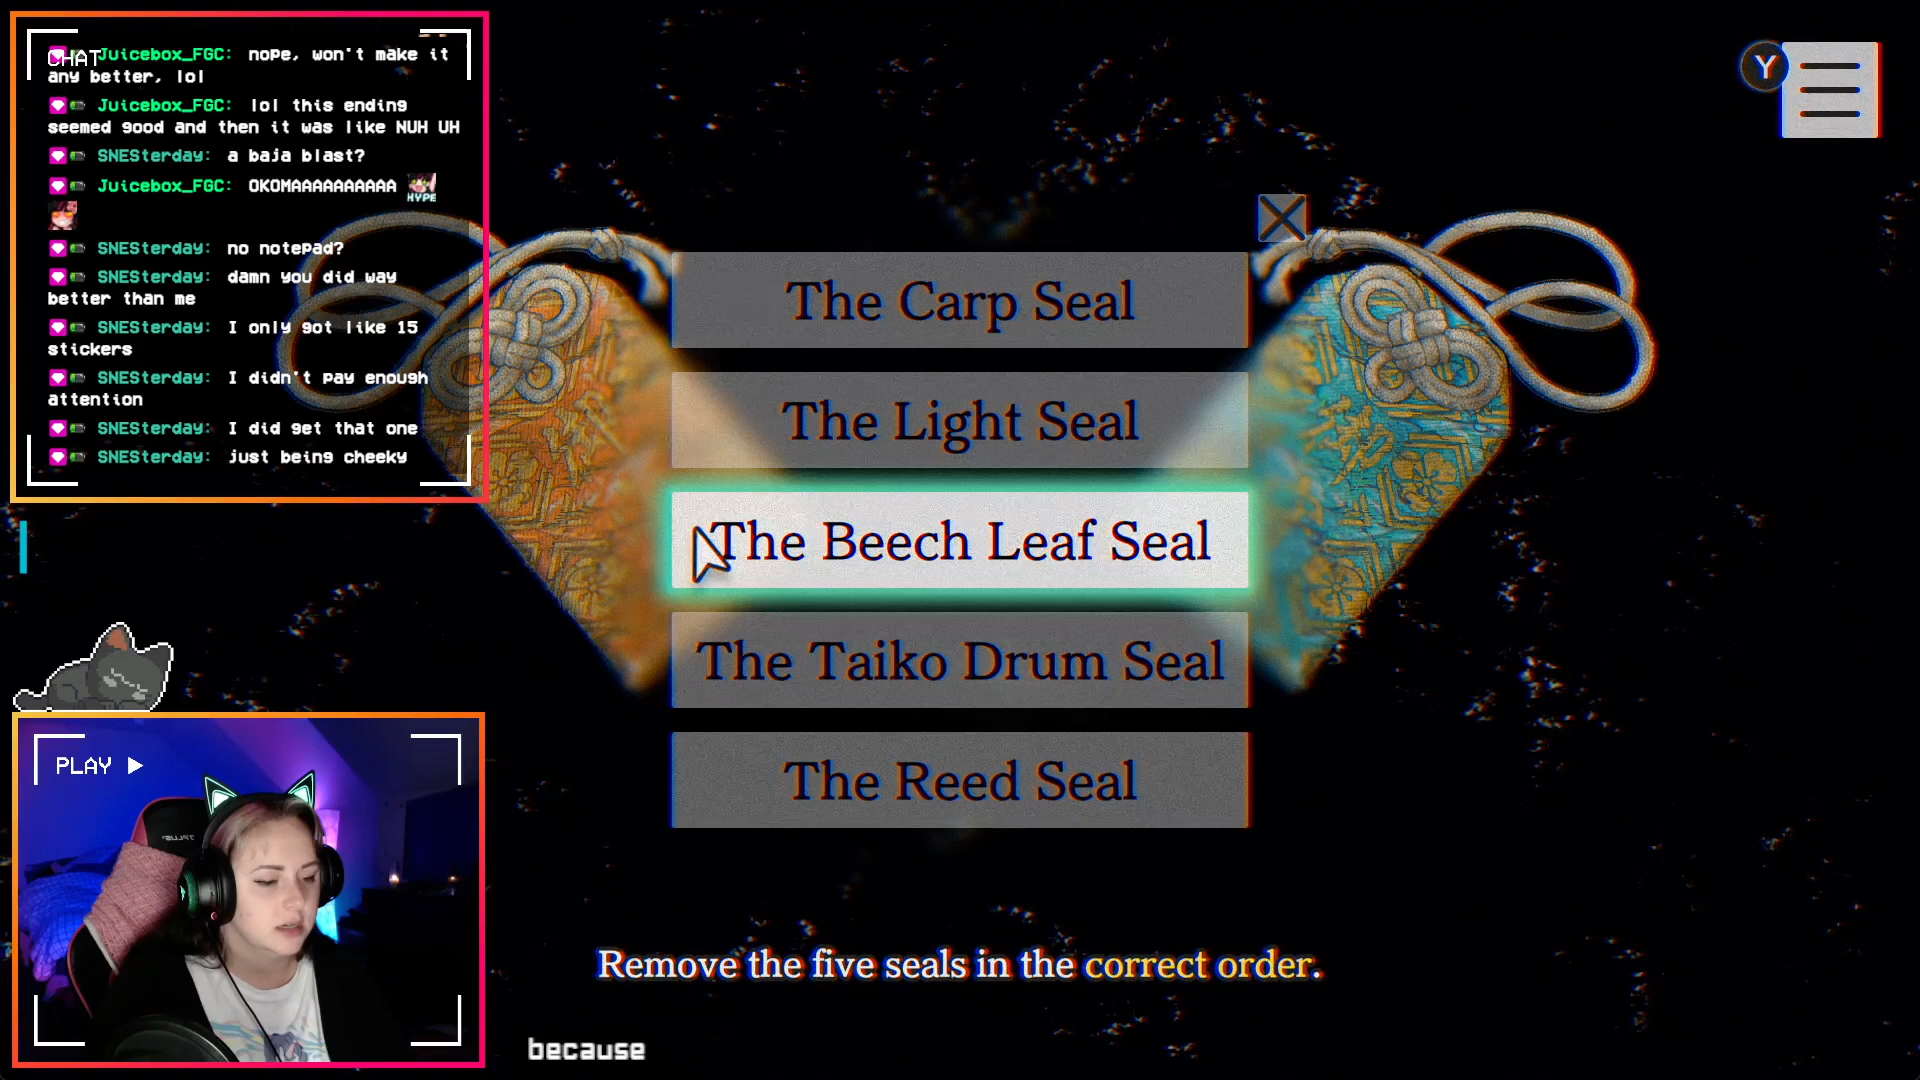 CHAT
Juicebox_FGC: nope, won't make it
any better, lol
Juicebox_FGC: lol this ending
seemed good and then it was like NUH UH
SNESterday: a baja blast?
Juicebox_FGC: OKOMAAAAAAAAAA
HYPE
SNESterday: no notepad?
SNESterday: damn you did way
better than me
SNESterday: I only got like 15
stickers
SNESterday: I didn't pay enough
attention
SNESterday: I did get that one
SNESterday: just being cheeky
Y
The Carp Seal
The Light Seal
The Beech Leaf Seal
The Taiko Drum Seal
The Reed Seal
PLAY
Remove the five seals in the correct order.
because